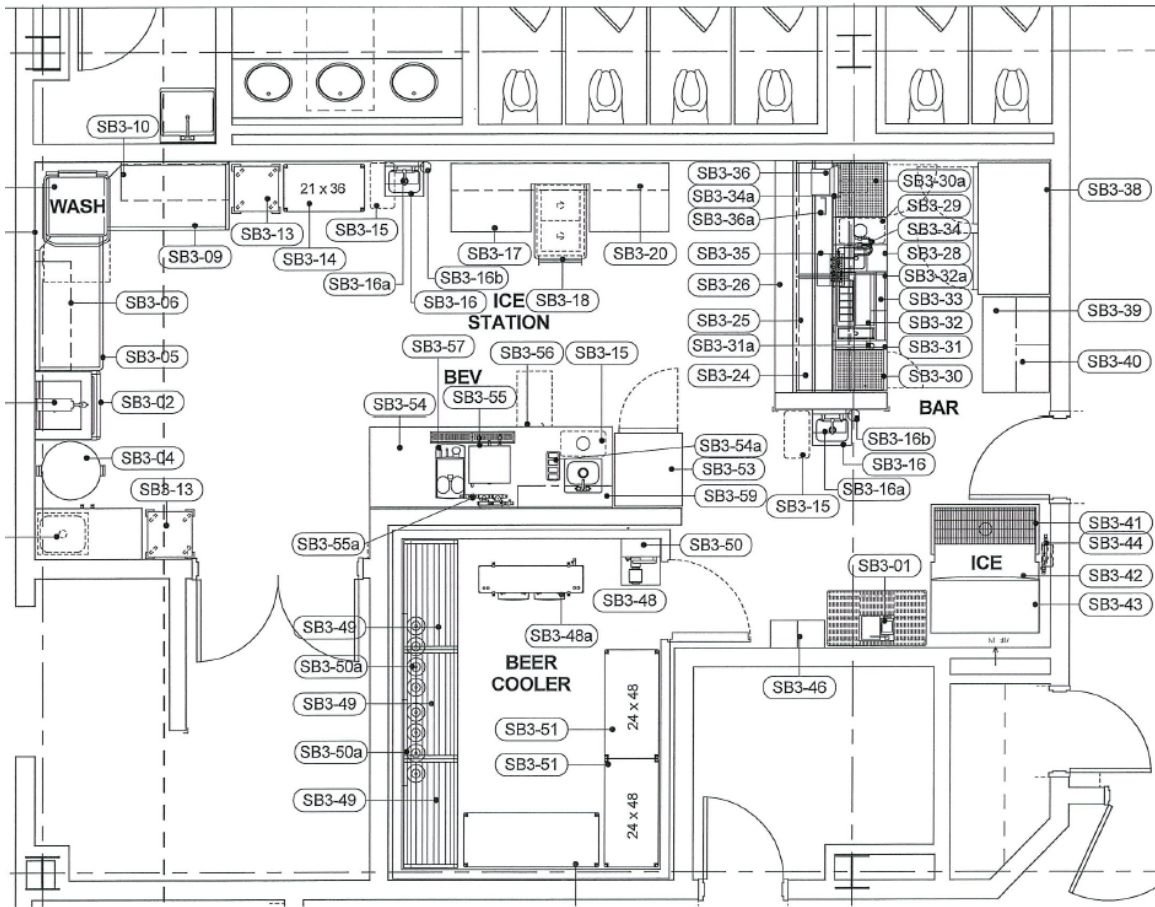 SB3-10
WASH
21 x 36
SB3-13
SB3-14
SB3-15
SB3-09
SB3-16a
SB3-16b
SB3-16
SB3-17
SB3-18
SB3-20
ICE
STATION
SB3-06
SB3-05
SB3-02
SB3-04
SB3-13
SB3-36
SB3-34a
SB3-36a
SB3-35
SB3-26
SB3-25
SB3-31a
SB3-24
SB3-30a
SB3-29
SB3-34
SB3-28
SB3-32a
SB3-33
SB3-32
SB3-31
SB3-30
SB3-38
SB3-39
SB3-40
BAR
SB3-57
SB3-56
SB3-15
BEV
SB3-55
SB3-54
SB3-54a
SB3-53
SB3-59
SB3-55a
SB3-16b
SB3-16
SB3-16a
SB3-15
SB3-41
SB3-44
ICE
SB3-42
SB3-43
SB3-01
SB3-46
SB3-50
SB3-48
SB3-48a
SB3-49
SB3-50a
SB3-49
SB3-50a
SB3-49
BEER
COOLER
SB3-51
SB3-51
24 x 48
24 x 48